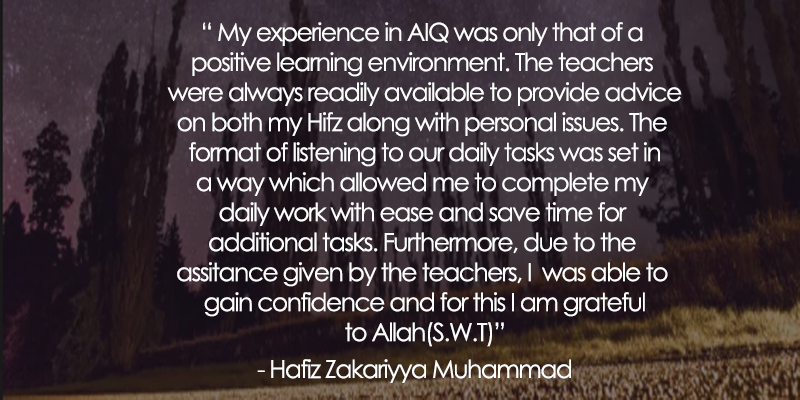 “ My experience in AIQ was only that of a
positive learning environment. The teachers
were always readily available to provide advice
on both my Hifz along with personal issues. The
format of listening to our daily tasks was set in
a way which allowed me to complete my
daily work with ease and save time for
additional tasks. Furthermore, due to the
assitance given by the teachers, I was able to
gain confidence and for this I am grateful
to Allah(S.W.T)”
- Hafiz Zakariyya Muhammad